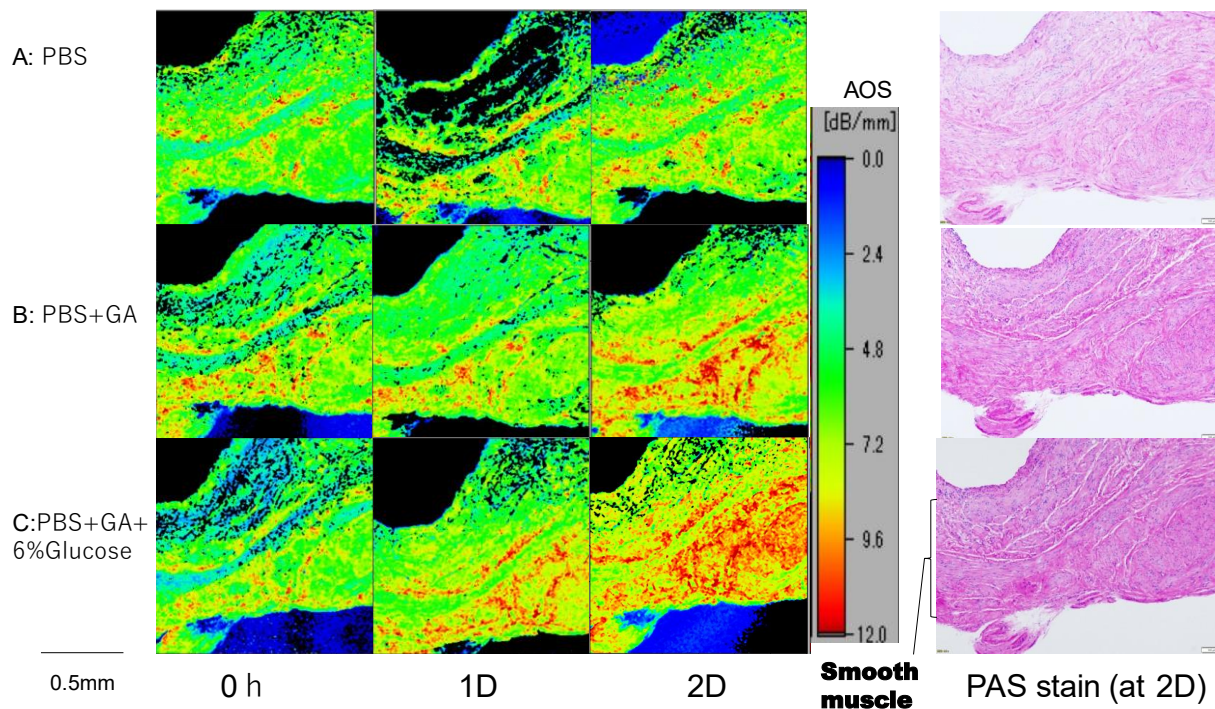 A: PBS
AOS
[dB/mm]
0.0
2.4
B: PBS+GA
4.8
7.2
C:PBS+GA+
6%Glucose
9.6
12.0
0.5mm
0 h
1D
2D
Smooth
muscle
PAS stain (at 2D)